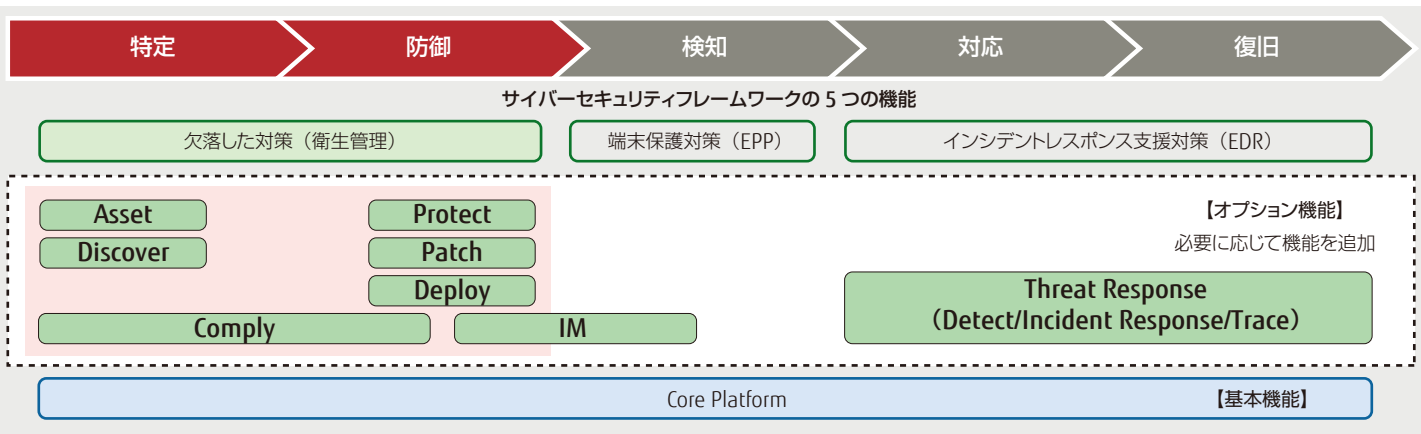 特定
防御
検知
対応
復旧
サイバーセキュリティフレームワークの 5 つの機能
欠落した対策（衛生管理）
端末保護対策（EPP）
インシデントレスポンス支援対策（EDR）
Asset
Protect
【オプション機能】
Discover
Patch
必要に応じて機能を追加
Deploy
Threat Response
（Detect/Incident Response/Trace）
Comply
IM
Core Platform
【基本機能】